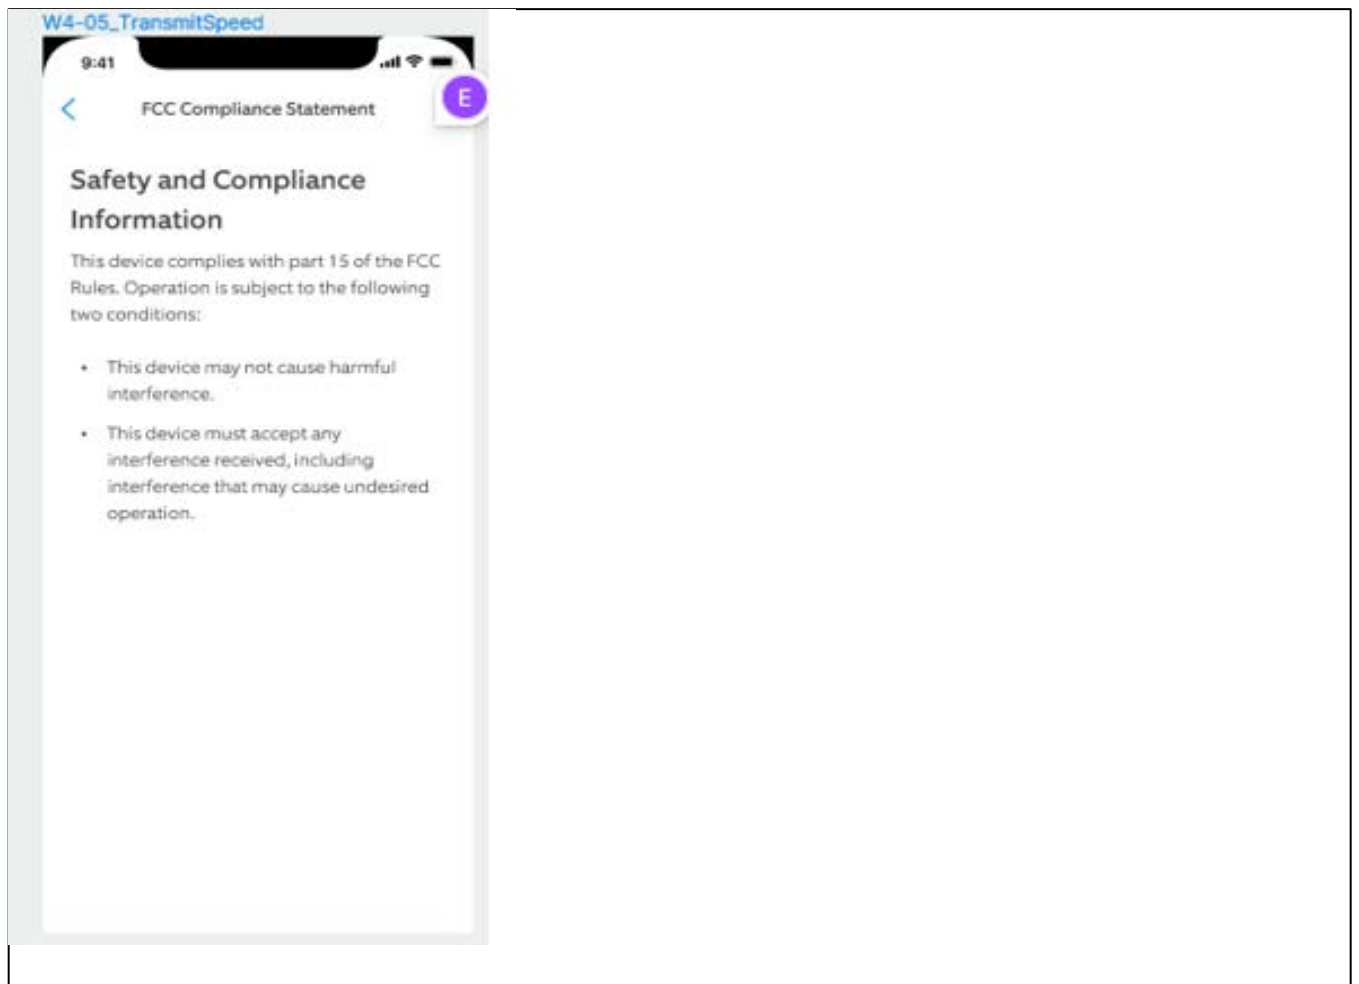 W4-05_TransmitSpeed
9:41
FCC Compliance Statement
E
Safety and Compliance
Information
This device complies with part 15 of the FCC
Rules. Operation is subject to the following
two conditions:
• This device may not cause harmful
interference.
• This device must accept any
interference received, including
interference that may cause undesired
operation.